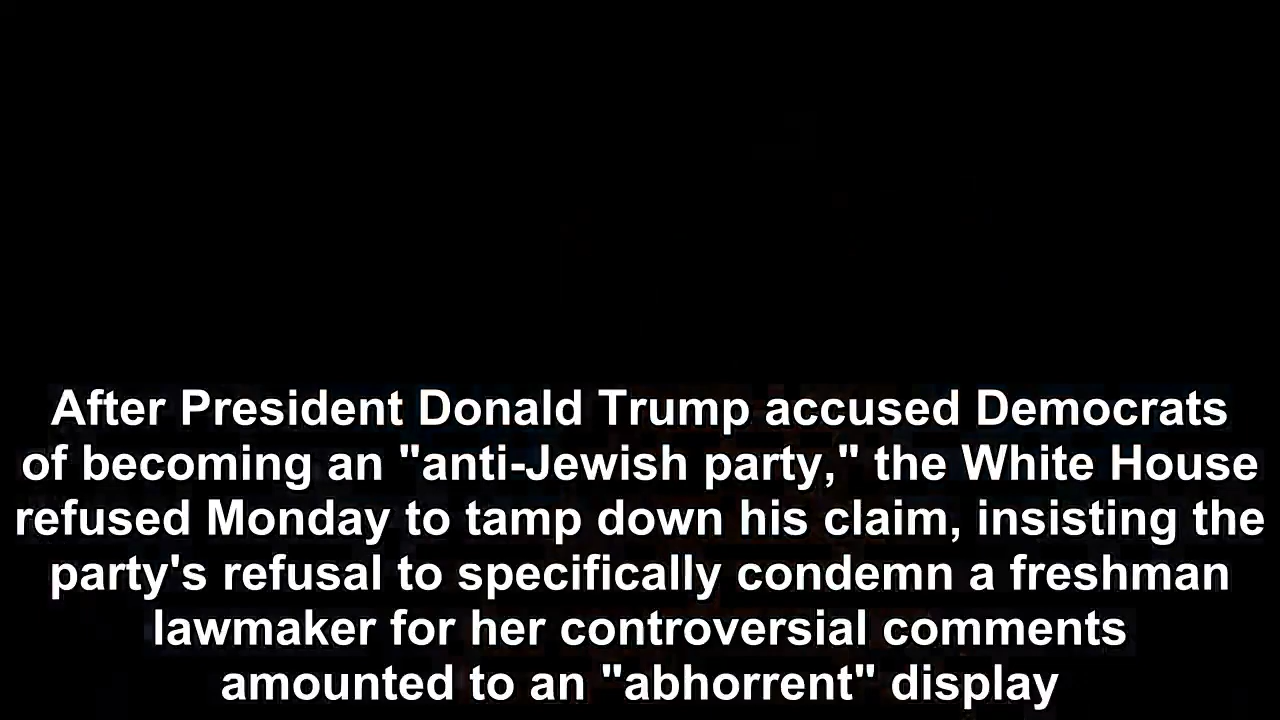 After President Donald Trump accused Democrats
of becoming an "anti-Jewish party," the White House
refused Monday to tamp down his claim, insisting the
party's refusal to specifically condemn a freshman
lawmaker for her controversial comments
amounted to an "abhorrent" display